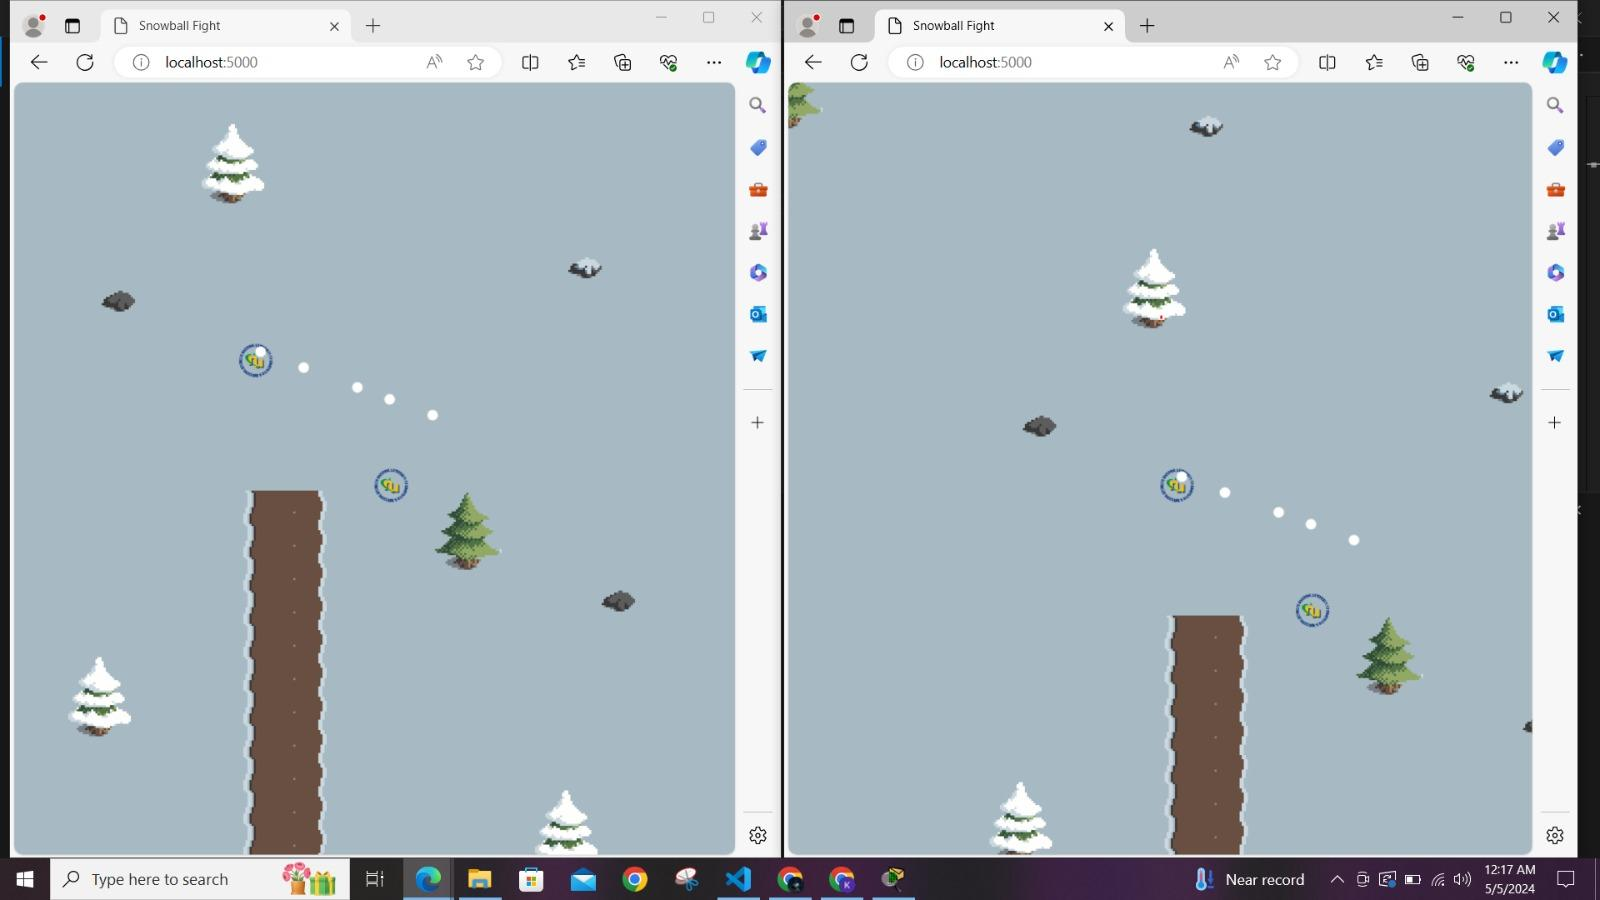 Snowball Fight
localhost:5000
Snowball Fight
localhost:5000
Type here to search
Near record
12:17 AM
5/5/2024